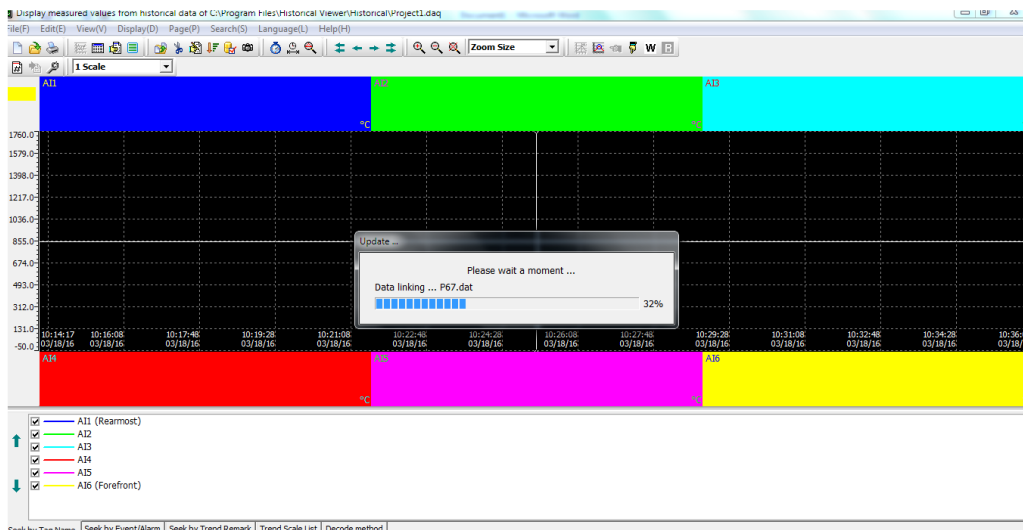 Display measured values from historical data of C:\Program Files\Historical Viewer\Historical\Project1.daq
File(F) Edit(E) View(V) Display(D) Page(P) Search(S) Language(L) Help(H)
Zoom Size W B
1 Scale
AI1 AI2 AI3
°C °C
1760.0
1579.0
1398.0
1217.0
1036.0
855.0
674.0
493.0
312.0
131.0
-50.0
Update ...
Please wait a moment ...
Data linking ... P67.dat
32%
10:14:17 10:16:08 10:17:48 10:19:28 10:21:08 10:22:48 10:24:28 10:26:08 10:27:48 10:29:28 10:31:08 10:32:48 10:34:28 10:36:
03/18/16 03/18/16 03/18/16 03/18/16 03/18/16 03/18/16 03/18/16 03/18/16 03/18/16 03/18/16 03/18/16 03/18/16 03/18/16 03/18/
AI4 AI5 AI6
°C °C
AI1 (Rearmost)
AI2
AI3
AI4
AI5
AI6 (Forefront)
Seek by Tag Name Seek by Event/Alarm Seek by Trend Remark Trend Scale List Decode method